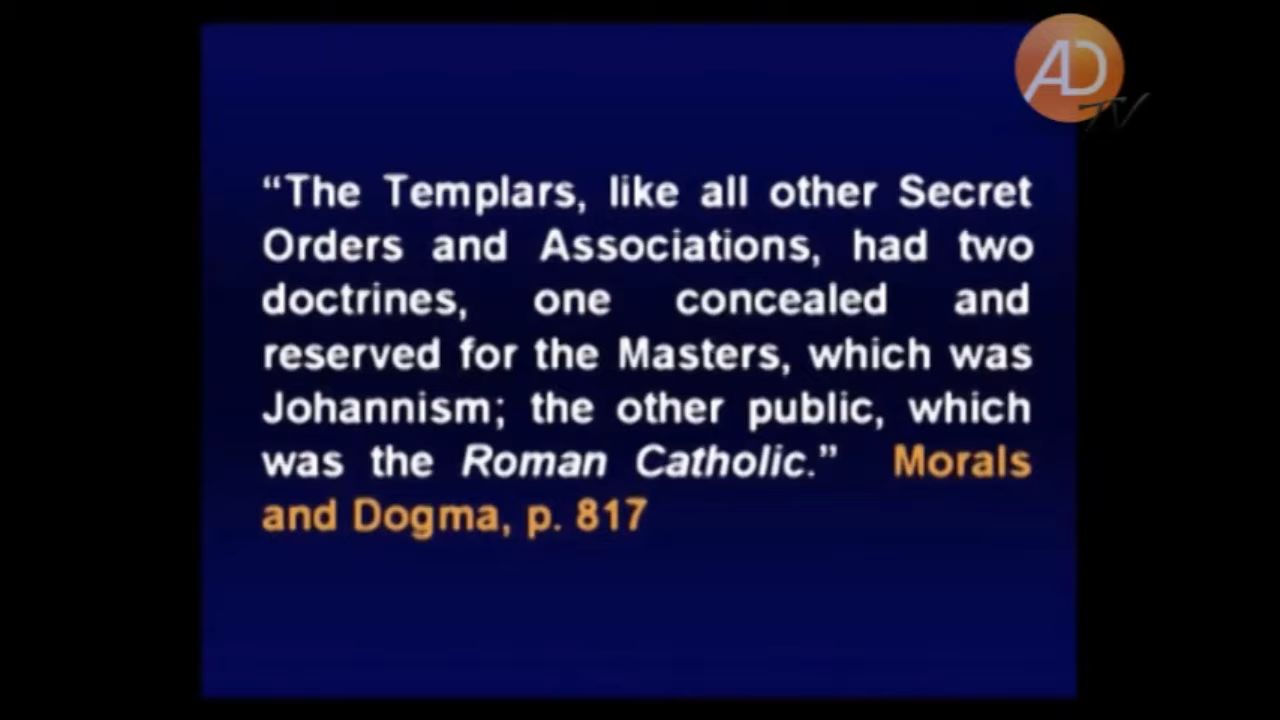 AD
TV
“The Templars, like all other Secret
Orders and Associations, had two
doctrines, one concealed and
reserved for the Masters, which was
Johannism; the other public, which
was the Roman Catholic.” Morals
and Dogma, p. 817